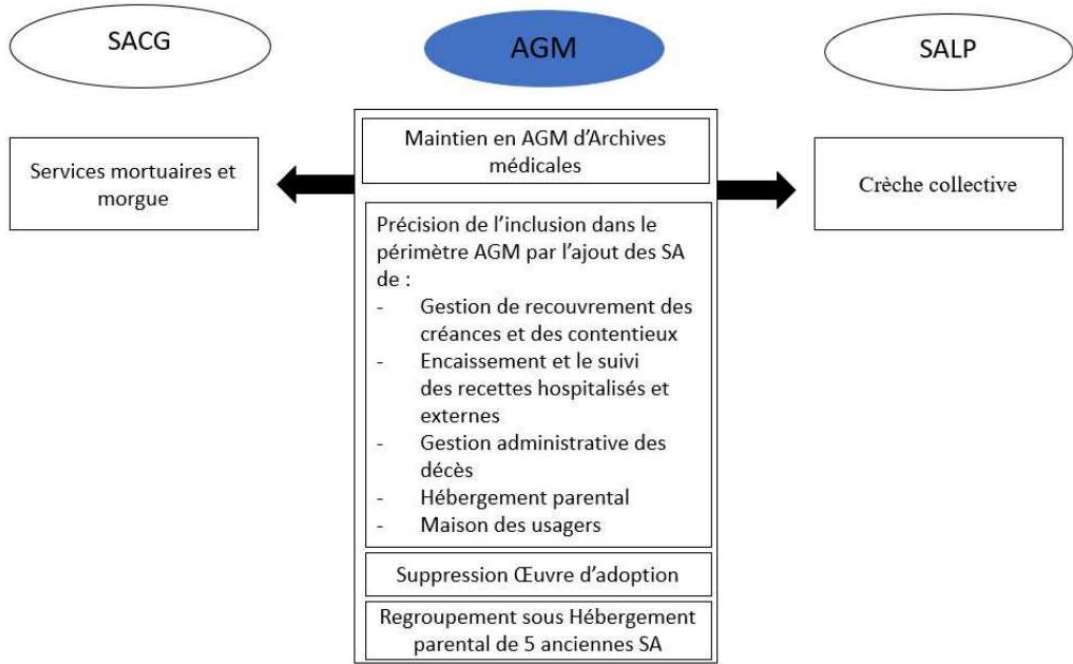 SACG
AGM
SALP
Services mortuaires et
morgue
Maintien en AGM d’Archives
médicales
Précision de l’inclusion dans le
périmètre AGM par l’ajout des SA
de :
- Gestion de recouvrement des
créances et des contentieux
- Encaissement et le suivi
des recettes hospitalisés et
externes
- Gestion administrative des
décès
- Hébergement parental
- Maison des usagers
Suppression Œuvre d’adoption
Regroupement sous Hébergement
parental de 5 anciennes SA
Crèche collective